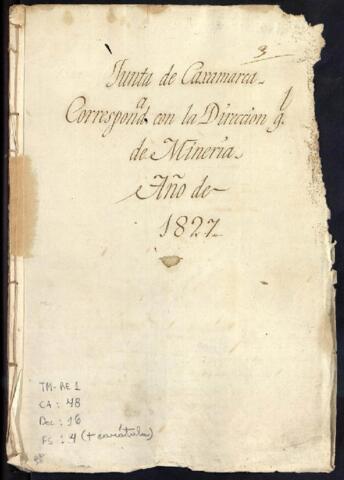 3
Junta de Caxamarca
Correspond.a con la Direccion g.l
de Mineria
Año de
1827
TM-RE 1
CA: 48
Doc: 16
FS: 4 (+ carátula)